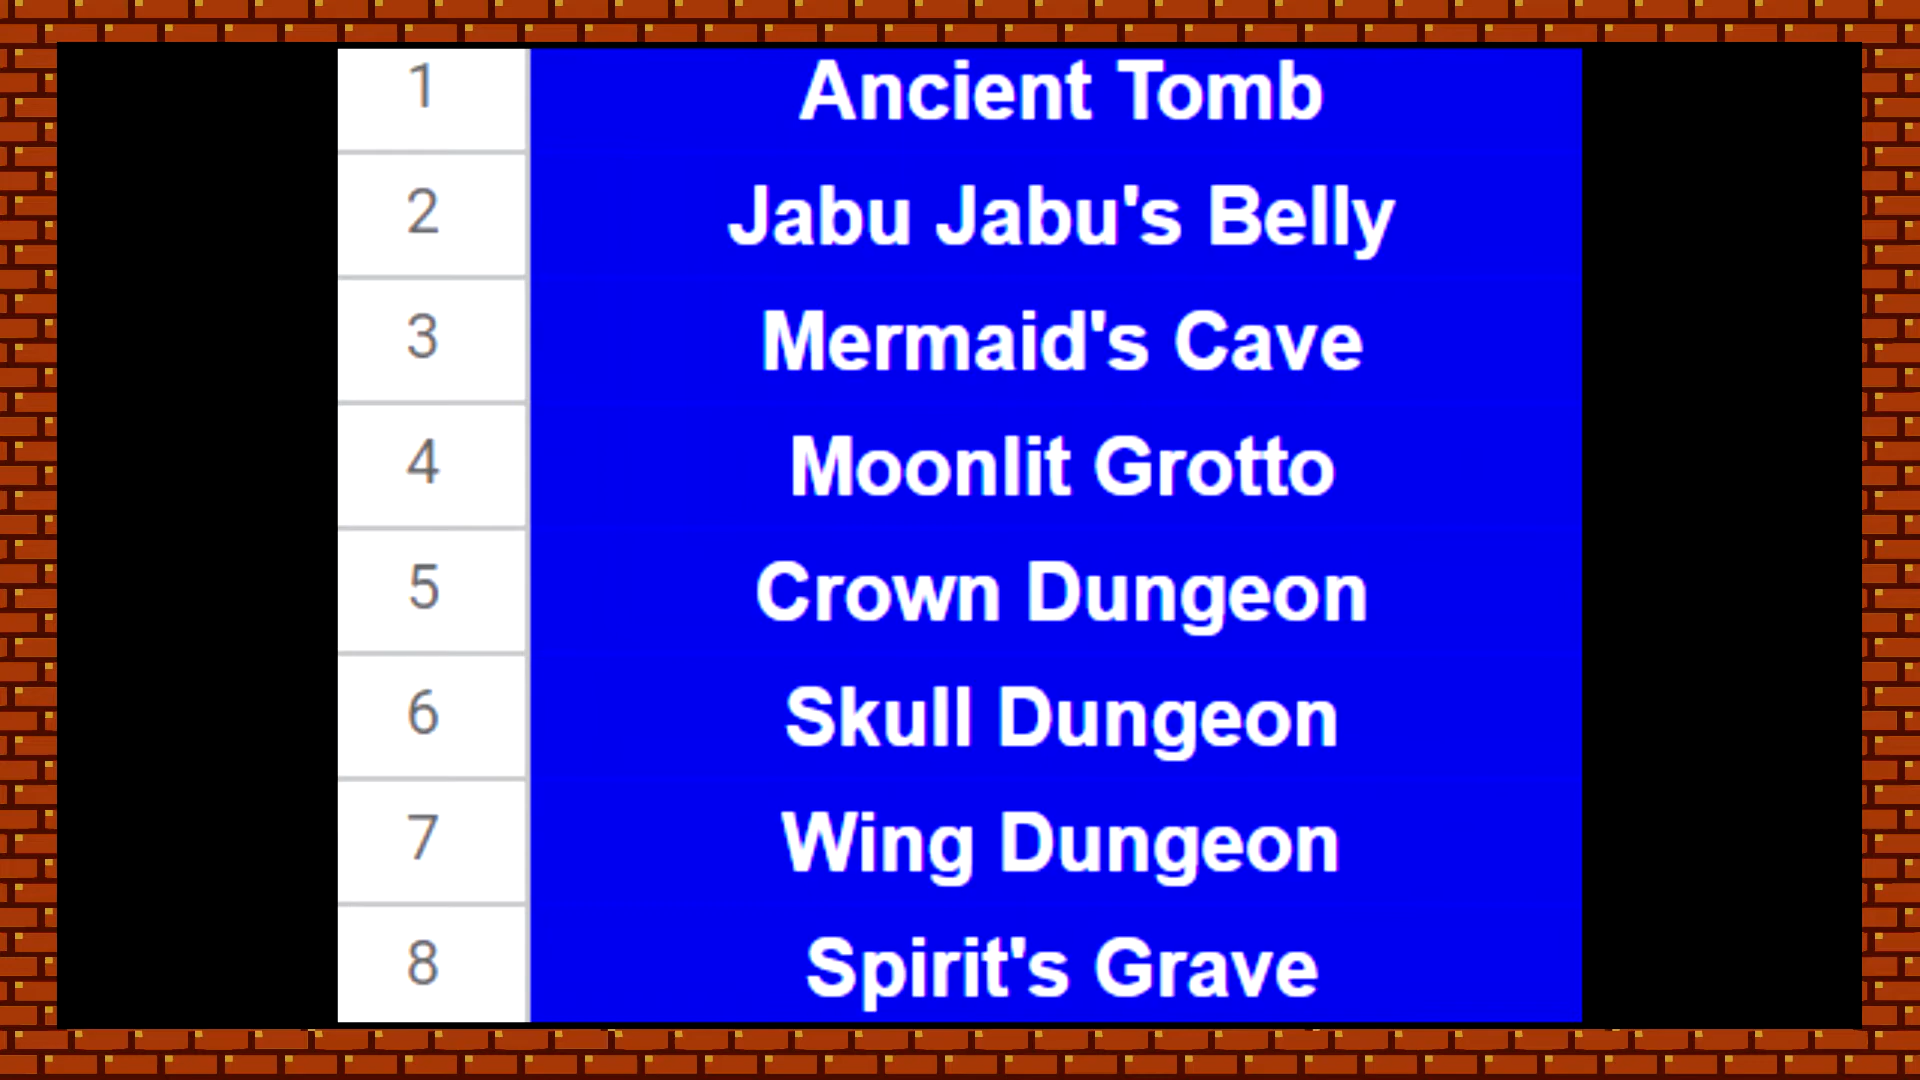 1 Ancient Tomb
2 Jabu Jabu's Belly
3 Mermaid's Cave
4 Moonlit Grotto
5 Crown Dungeon
6 Skull Dungeon
7 Wing Dungeon
8 Spirit's Grave